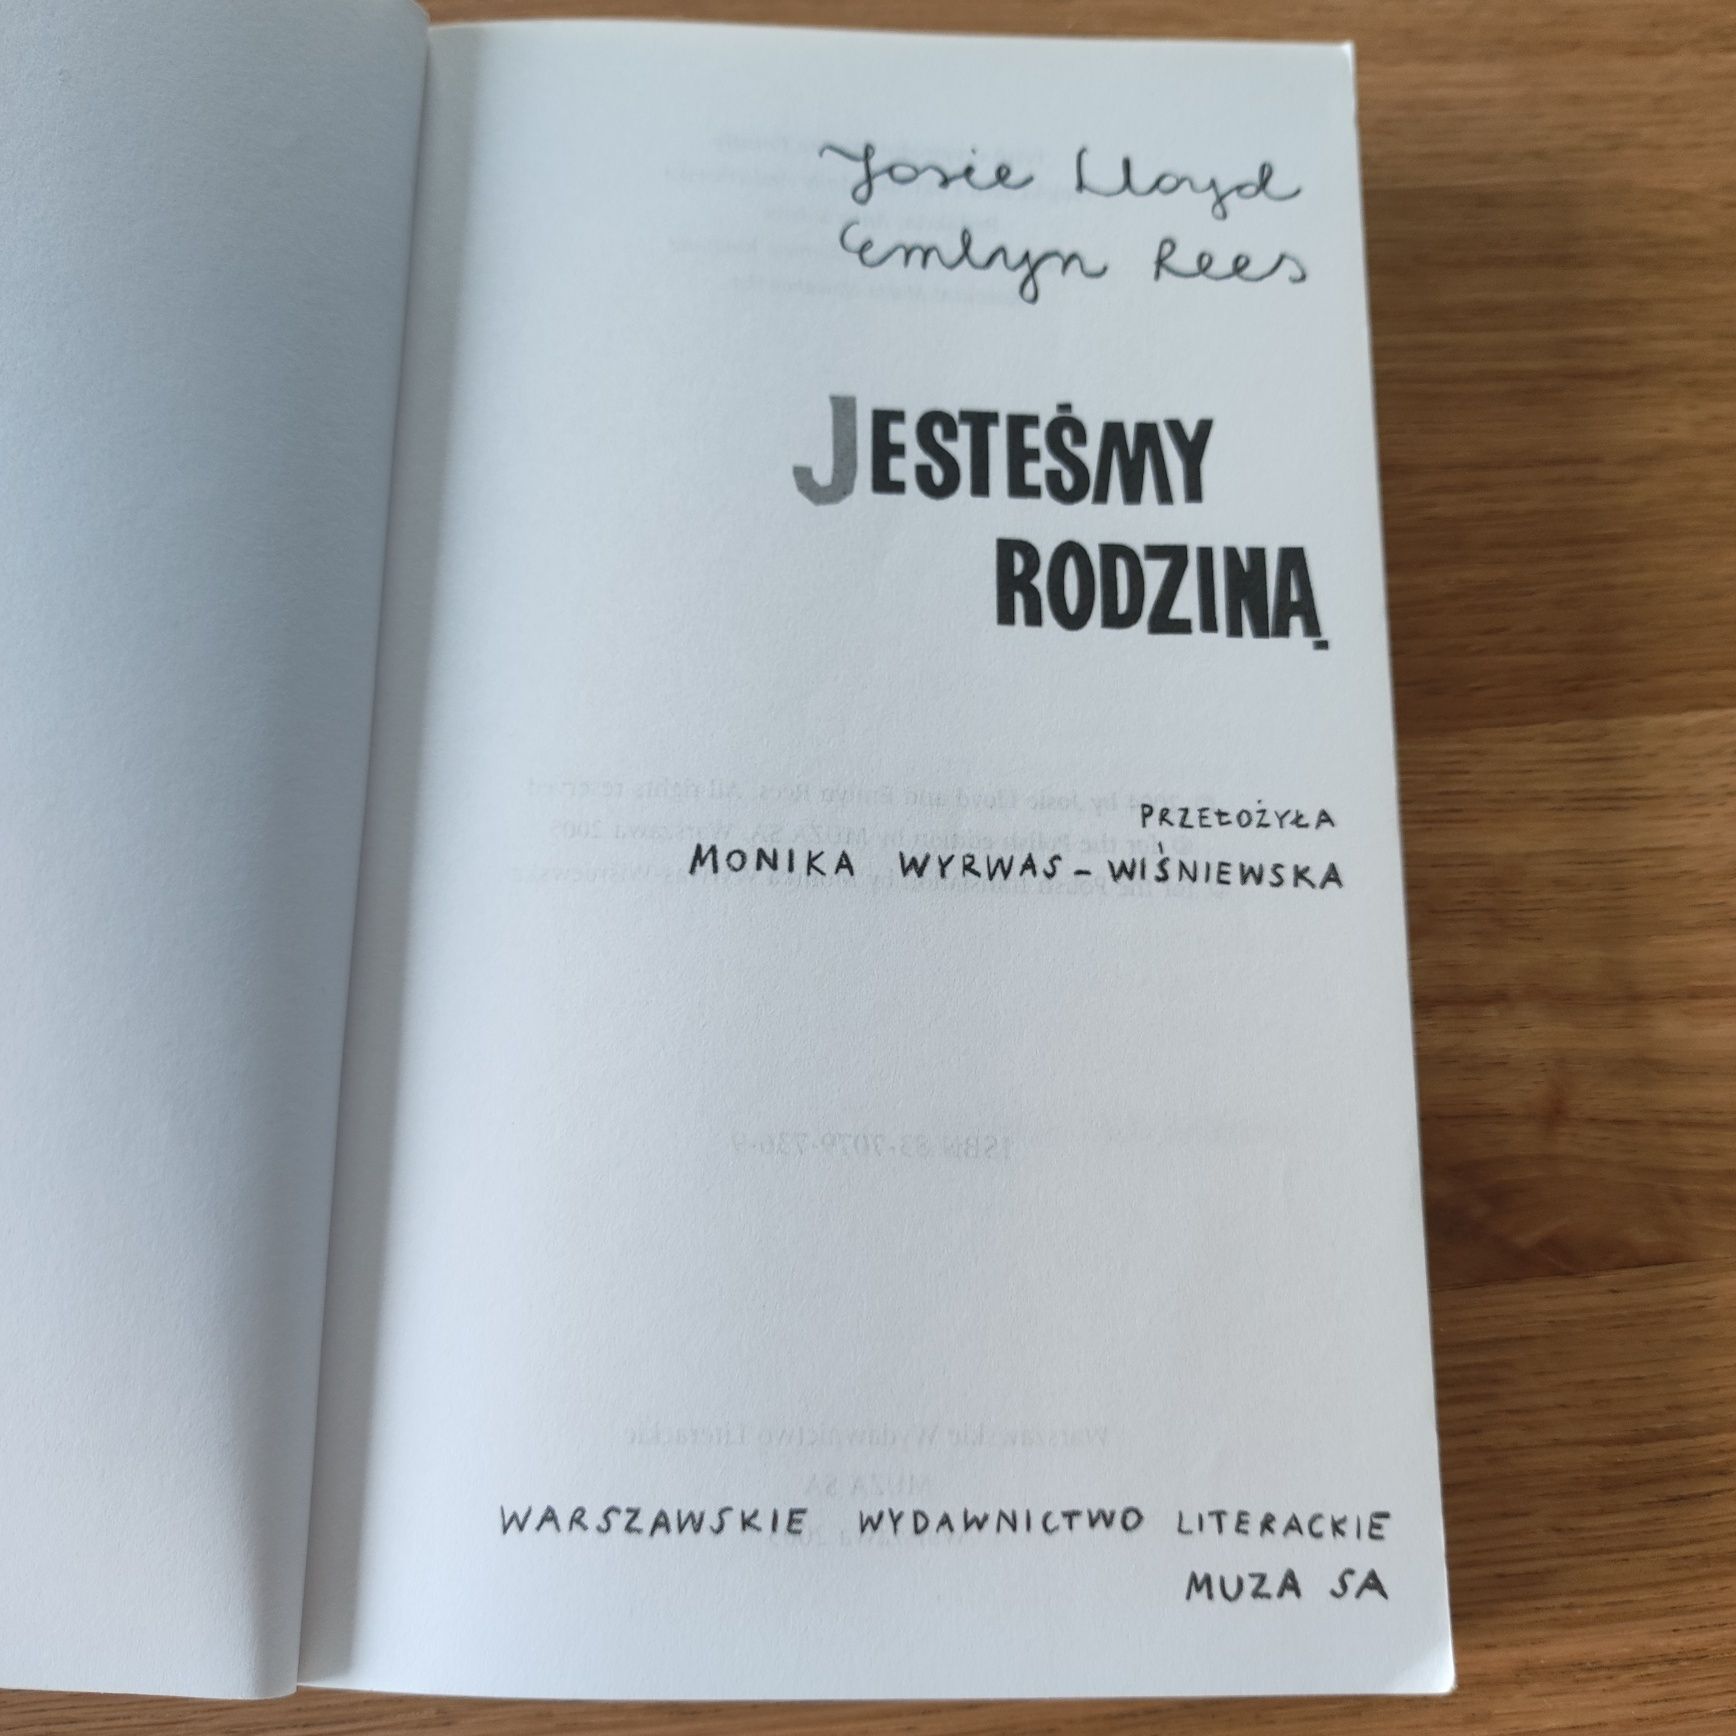 Josie Lloyd
Emlyn Rees
JESTEŚMY
RODZINĄ
PRZEŁOŻYŁA
MONIKA WYRWAS-WIŚNIEWSKA
WARSZAWSKIE WYDAWNICTWO LITERACKIE
MUZA SA